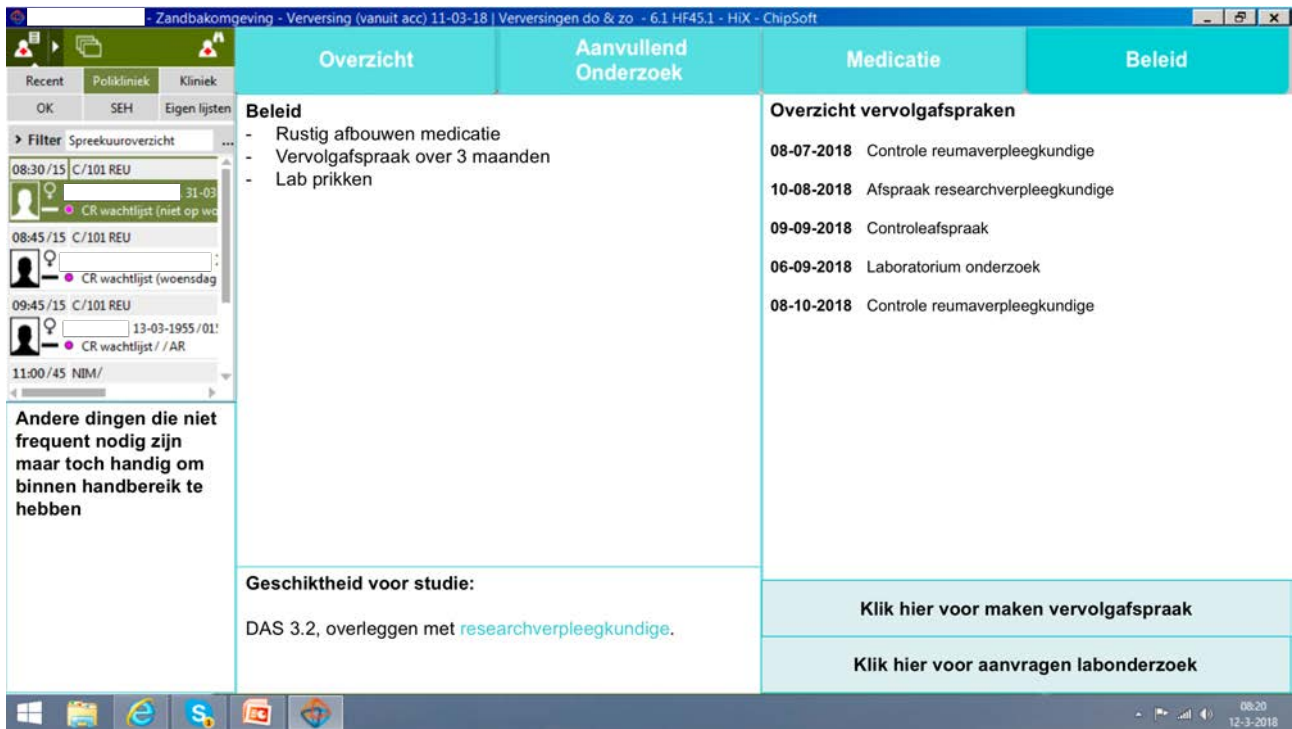 - Zandbakomgeving - Verversing (vanuit acc) 11-03-18 | Verversingen do & zo - 6.1 HF45.1 - HiX - ChipSoft
Recent Polikliniek Kliniek
OK SEH Eigen lijsten
> Filter Spreekuuroverzicht ...
08:30/15 C/101 REU
31-03
CR wachtlijst (niet op wo
08:45/15 C/101 REU
CR wachtlijst (woensdag
09:45/15 C/101 REU
13-03-1955/01
CR wachtlijst / / AR
11:00/45 NIM/
Andere dingen die niet
frequent nodig zijn
maar toch handig om
binnen handbereik te
hebben
Overzicht
Aanvullend
Onderzoek
Medicatie
Beleid
Beleid
- Rustig afbouwen medicatie
- Vervolgafspraak over 3 maanden
- Lab prikken
Geschiktheid voor studie:
DAS 3.2, overleggen met researchverpleegkundige.
Overzicht vervolgafspraken
08-07-2018 Controle reumaverpleegkundige
10-08-2018 Afspraak researchverpleegkundige
09-09-2018 Controleafspraak
06-09-2018 Laboratorium onderzoek
08-10-2018 Controle reumaverpleegkundige
Klik hier voor maken vervolgafspraak
Klik hier voor aanvragen labonderzoek
08:20
12-3-2018